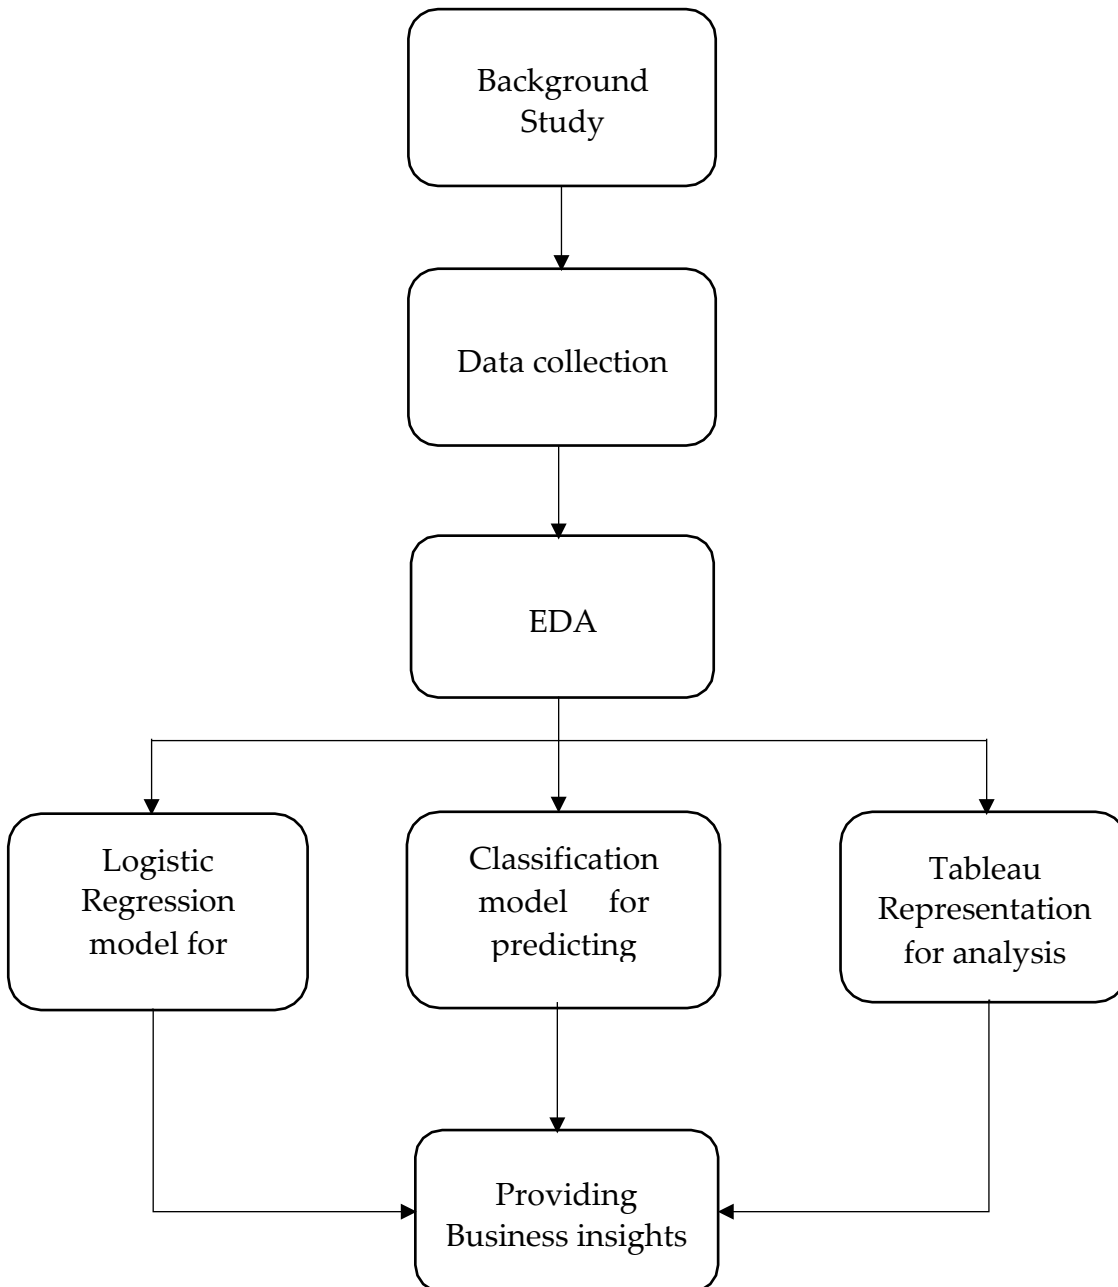 Background
Study
Data collection
EDA
Logistic
Regression
model for
Classification
model for
predicting
Tableau
Representation
for analysis
Providing
Business insights